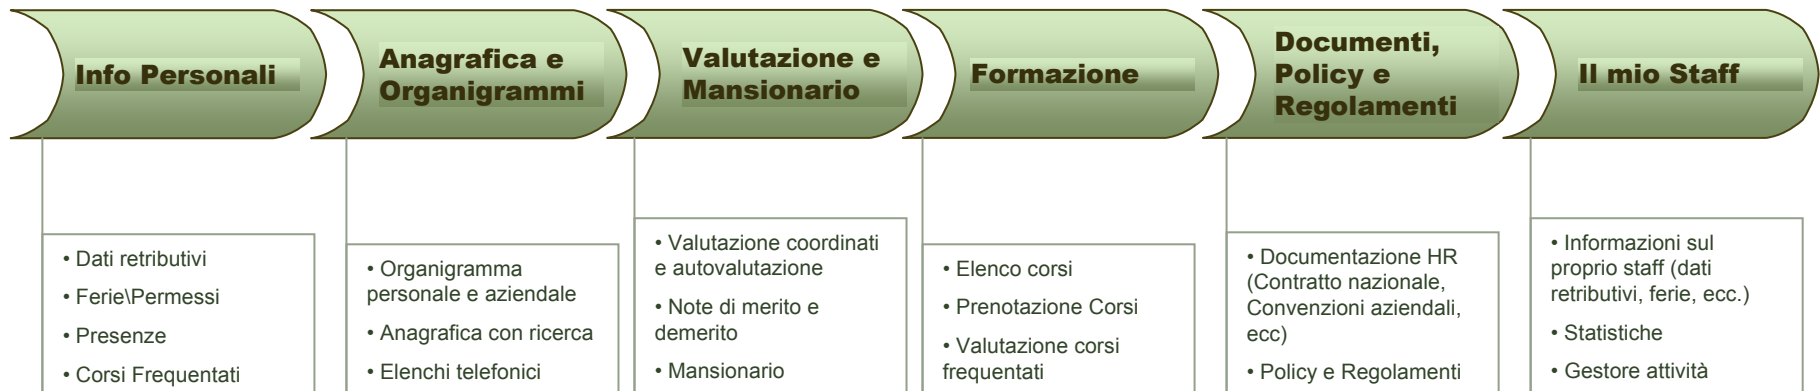 Info Personali
Anagrafica e
Organigrammi
Valutazione e
Mansionario
Formazione
Documenti,
Policy e
Regolamenti
Il mio Staff
• Dati retributivi
• Ferie\Permessi
• Presenze
• Corsi Frequentati
• Organigramma
personale e aziendale
• Anagrafica con ricerca
• Elenchi telefonici
• Valutazione coordinati
e autovalutazione
• Note di merito e
demerito
• Mansionario
• Elenco corsi
• Prenotazione Corsi
• Valutazione corsi
frequentati
• Documentazione HR
(Contratto nazionale,
Convenzioni aziendali,
ecc)
• Policy e Regolamenti
• Informazioni sul
proprio staff (dati
retributivi, ferie, ecc.)
• Statistiche
• Gestore attività